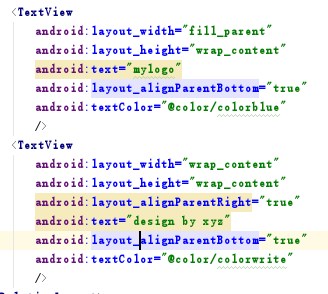 <TextView
android:layout_width="fill_parent"
android:layout_height="wrap_content"
android:text="mylogo"
android:layout_alignParentBottom="true"
android:textColor="@color/colorblue"
/>
<TextView
android:layout_width="wrap_content"
android:layout_height="wrap_content"
android:layout_alignParentRight="true"
android:text="design by xyz"
android:layout_alignParentBottom="true"
android:textColor="@color/colorwrite"
/>